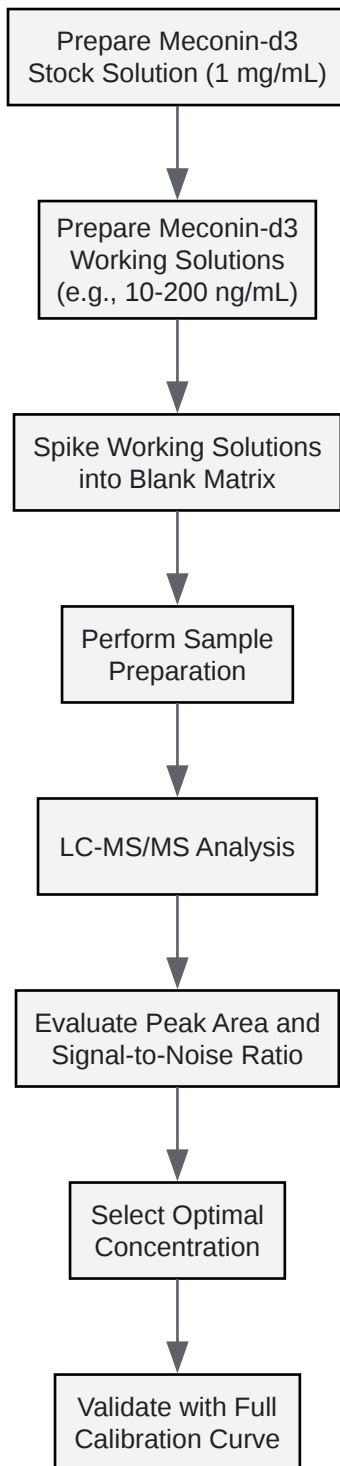 Prepare Meconin-d3
Stock Solution (1 mg/mL)
Prepare Meconin-d3
Working Solutions
(e.g., 10-200 ng/mL)
Spike Working Solutions
into Blank Matrix
Perform Sample
Preparation
LC-MS/MS Analysis
Evaluate Peak Area and
Signal-to-Noise Ratio
Select Optimal
Concentration
Validate with Full
Calibration Curve